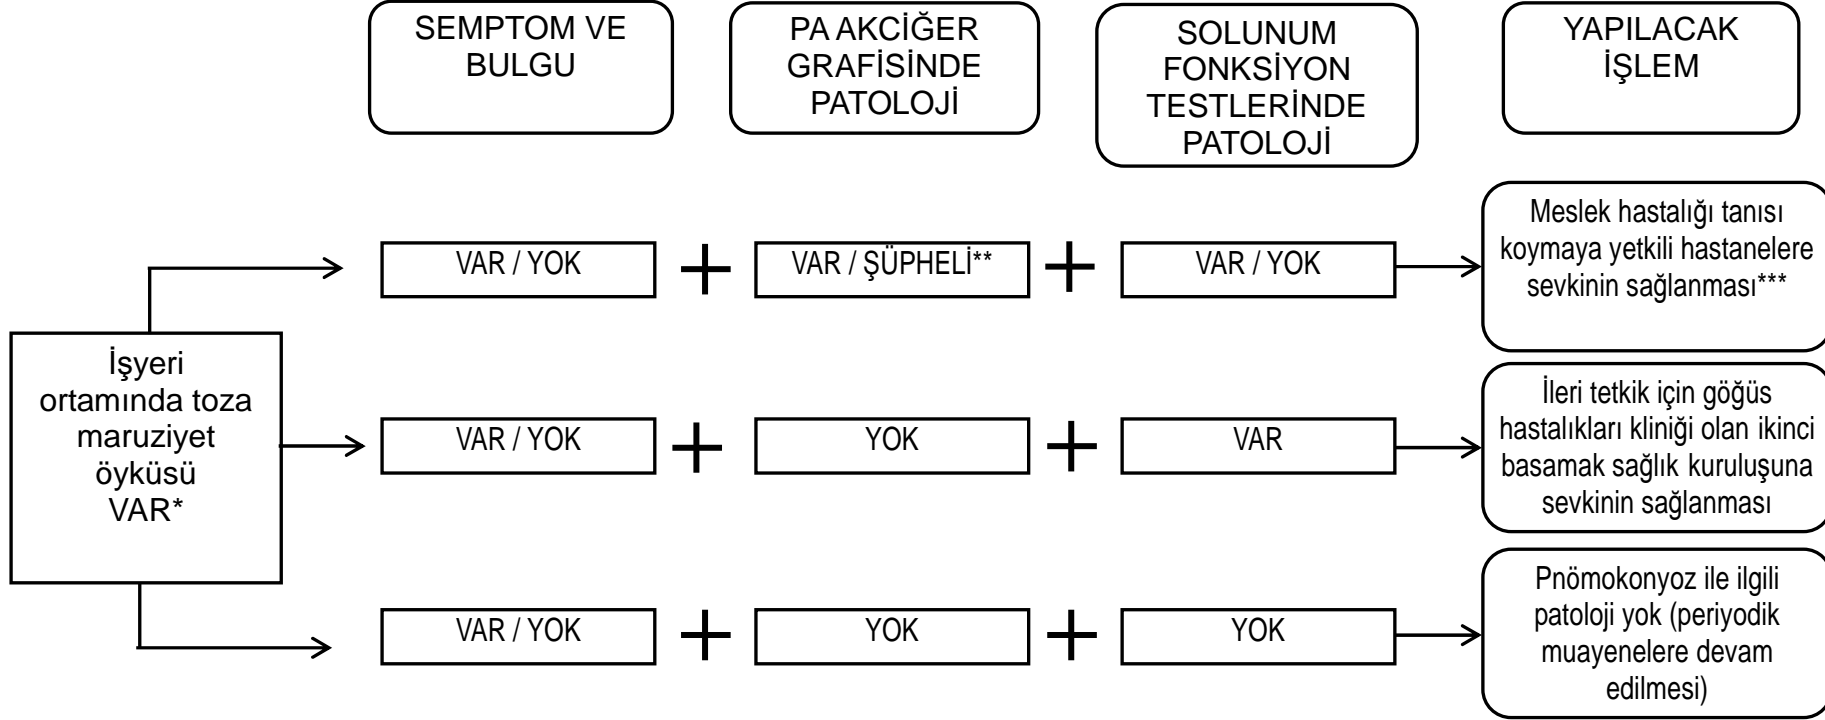 SEMPTOM VE
BULGU
PA AKCİĞER
GRAFİSİNDE
PATOLOJİ
SOLUNUM
FONKSİYON
TESTLERİNDE
PATOLOJİ
YAPILACAK
İŞLEM
İşyeri
ortamında toza
maruziyet
öyküsü
VAR*
VAR / YOK
+
VAR / ŞÜPHELİ**
+
VAR / YOK
Meslek hastalığı tanısı
koymaya yetkili hastanelere
sevkinin sağlanması***
VAR / YOK
+
YOK
+
VAR
İleri tetkik için göğüs
hastalıkları kliniği olan ikinci
basamak sağlık kuruluşuna
sevkinin sağlanması
VAR / YOK
+
YOK
+
YOK
Pnömokonyoz ile ilgili
patoloji yok (periyodik
muayenelere devam
edilmesi)